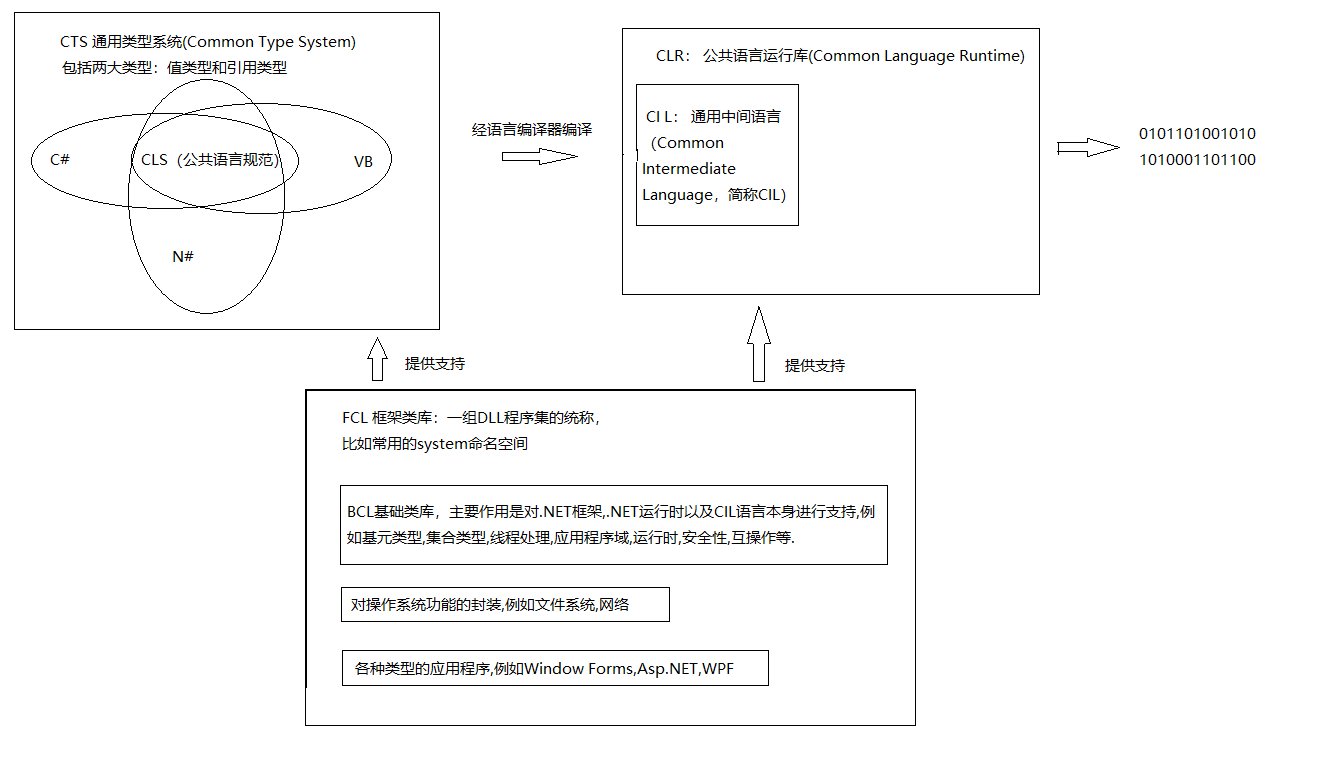 CTS 通用类型系统(Common Type System)
包括两大类型：值类型和引用类型
C#
CLS（公共语言规范）
VB
N#
经语言编译器编译
CLR： 公共语言运行库(Common Language Runtime)
CI L： 通用中间语言
（Common
Intermediate
Language，简称CIL）
0101101001010
1010001101100
提供支持
提供支持
FCL 框架类库：一组DLL程序集的统称，
比如常用的system命名空间
BCL基础类库，主要作用是对.NET框架,.NET运行时以及CIL语言本身进行支持,例
如基元类型,集合类型,线程处理,应用程序域,运行时,安全性,互操作等.
对操作系统功能的封装,例如文件系统,网络
各种类型的应用程序,例如Window Forms,Asp.NET,WPF